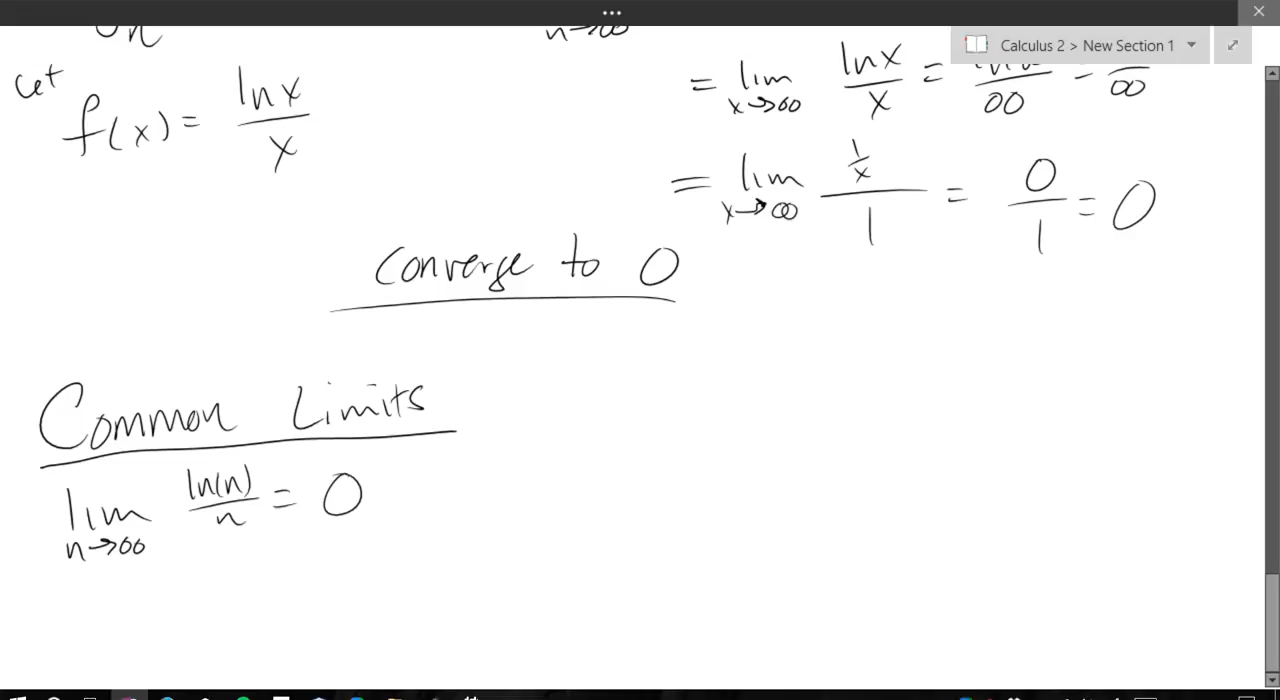 n→∞
Calculus 2 > New Section 1
Let
f(x) = ln x / x
= lim x→∞ ln x / x = / ∞ = / ∞
= lim x→∞ (1/x) / 1 = 0 / 1 = 0
Converge to 0
Common Limits
lim n→∞ ln(n) / n = 0